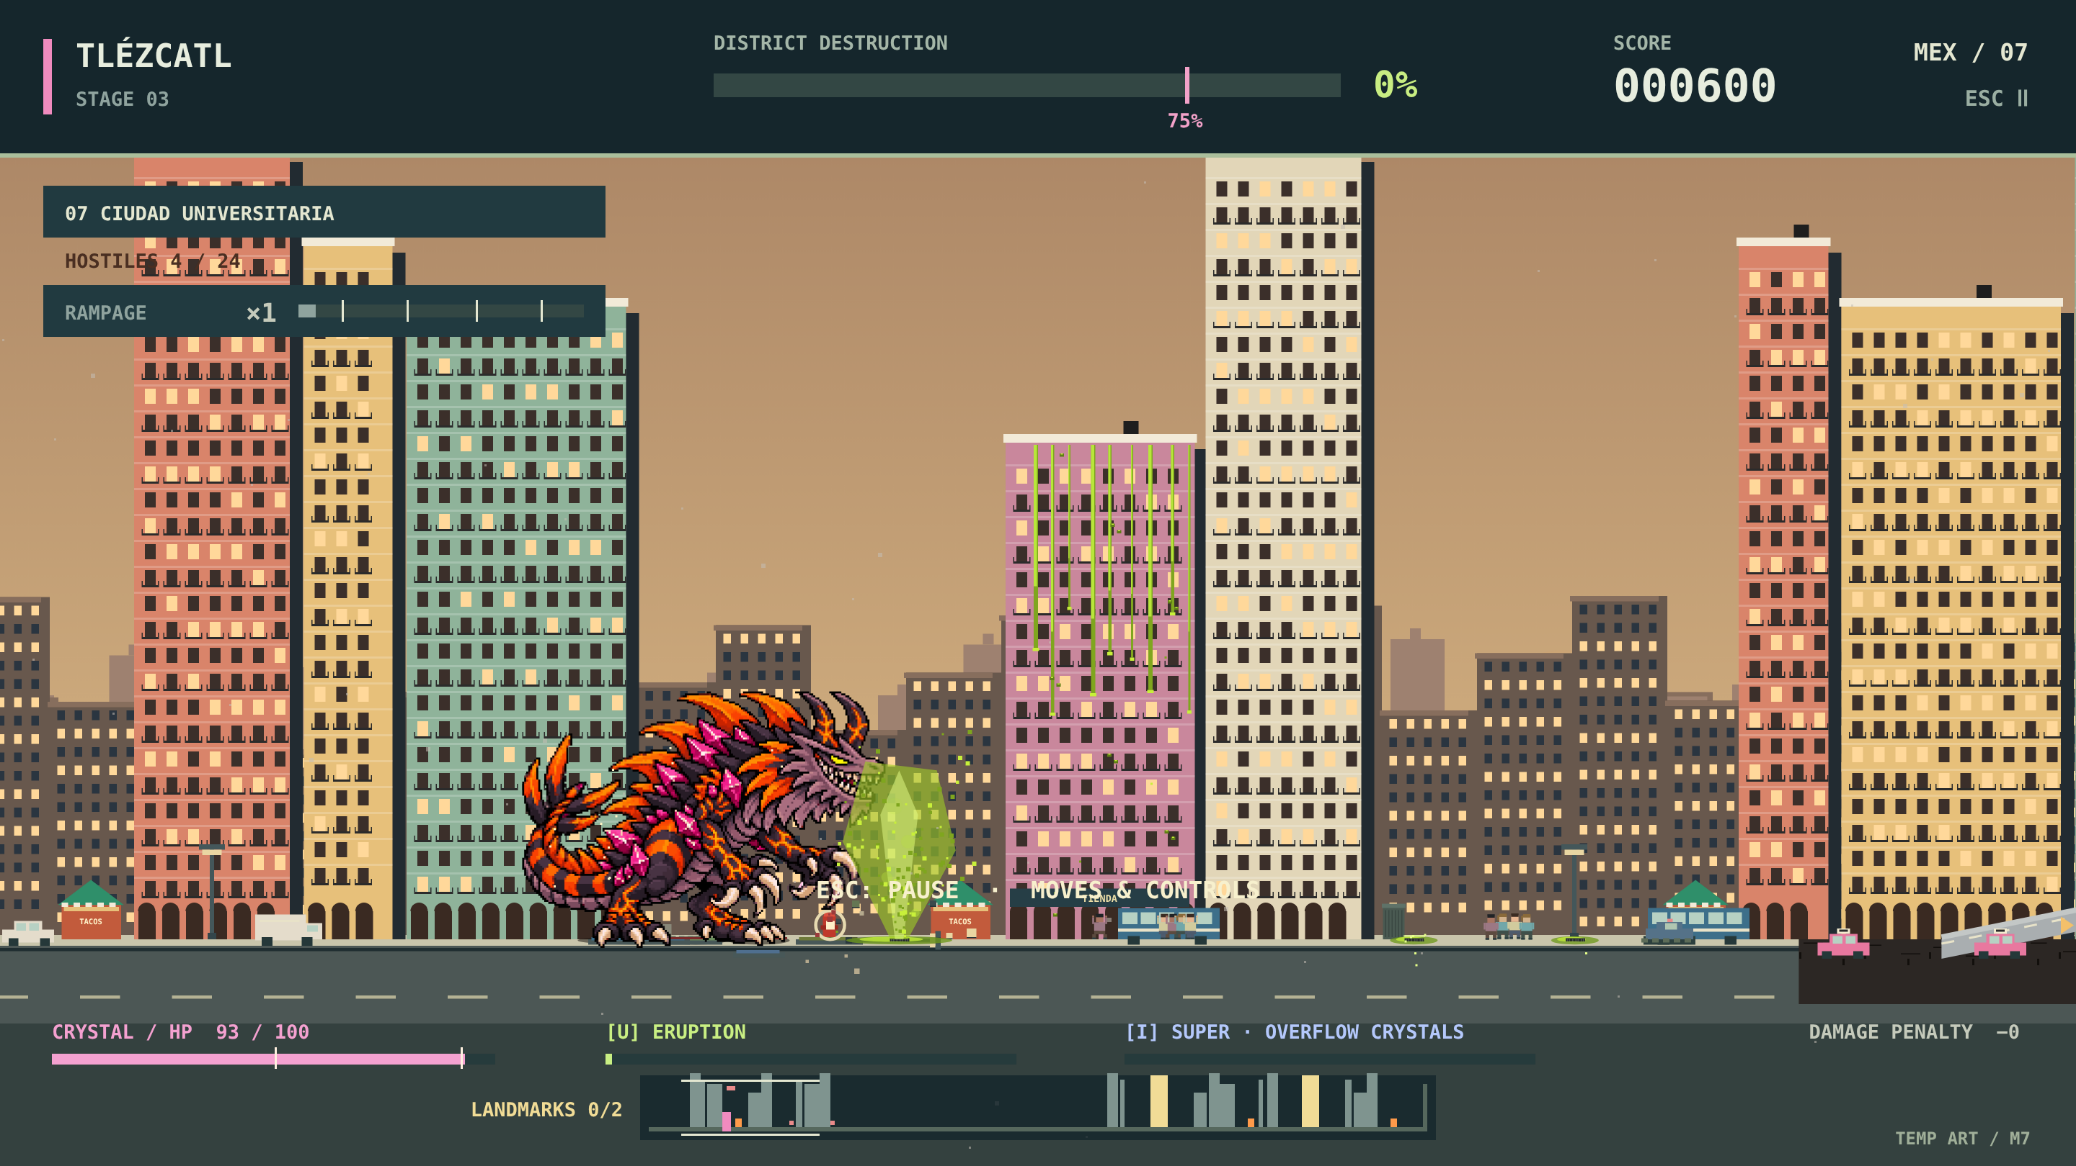 TLÉZCATL
STAGE 03
DISTRICT DESTRUCTION
0%
75%
SCORE
000600
MEX / 07
ESC II
07 CIUDAD UNIVERSITARIA
HOSTILES 4 / 24
RAMPAGE ×1
ESC: PAUSE · MOVES & CONTROLS
TIENDA
TACOS
TACOS
CRYSTAL / HP 93 / 100
[U] ERUPTION
[I] SUPER · OVERFLOW CRYSTALS
DAMAGE PENALTY −0
LANDMARKS 0/2
TEMP ART / M7